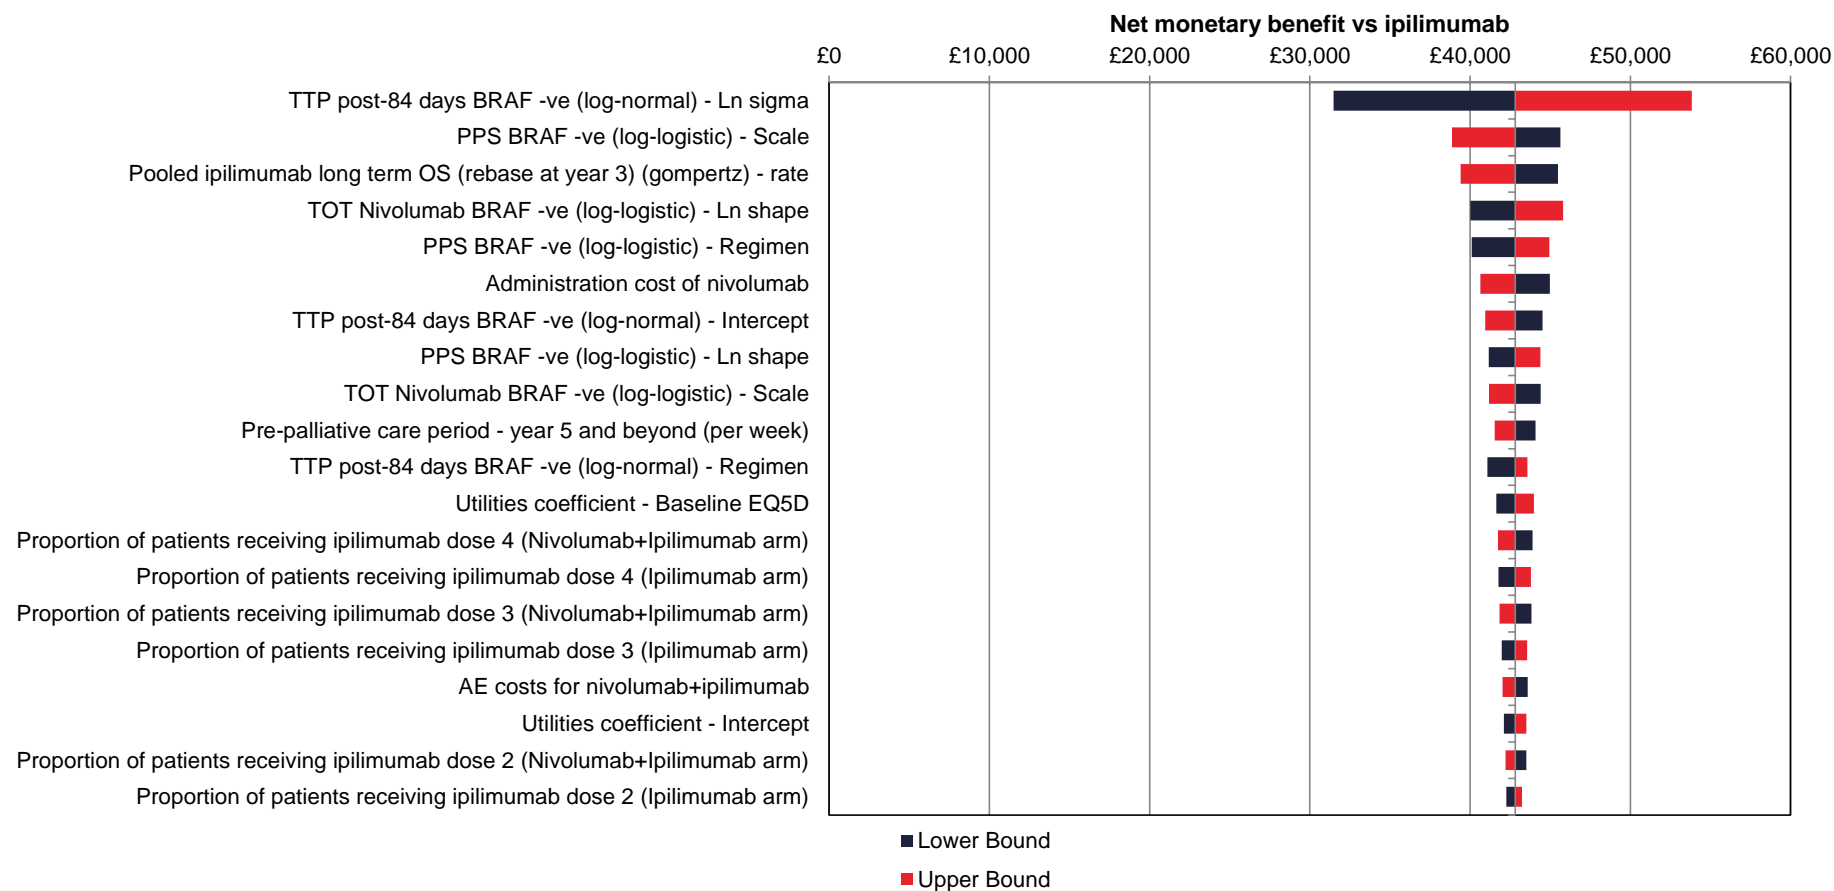 Net monetary benefit vs ipilimumab
£0 £10,000 £20,000 £30,000 £40,000 £50,000 £60,000
TTP post-84 days BRAF -ve (log-normal) - Ln sigma
PPS BRAF -ve (log-logistic) - Scale
Pooled ipilimumab long term OS (rebase at year 3) (gompertz) - rate
TOT Nivolumab BRAF -ve (log-logistic) - Ln shape
PPS BRAF -ve (log-logistic) - Regimen
Administration cost of nivolumab
TTP post-84 days BRAF -ve (log-normal) - Intercept
PPS BRAF -ve (log-logistic) - Ln shape
TOT Nivolumab BRAF -ve (log-logistic) - Scale
Pre-palliative care period - year 5 and beyond (per week)
TTP post-84 days BRAF -ve (log-normal) - Regimen
Utilities coefficient - Baseline EQ5D
Proportion of patients receiving ipilimumab dose 4 (Nivolumab+Ipilimumab arm)
Proportion of patients receiving ipilimumab dose 4 (Ipilimumab arm)
Proportion of patients receiving ipilimumab dose 3 (Nivolumab+Ipilimumab arm)
Proportion of patients receiving ipilimumab dose 3 (Ipilimumab arm)
AE costs for nivolumab+ipilimumab
Utilities coefficient - Intercept
Proportion of patients receiving ipilimumab dose 2 (Nivolumab+Ipilimumab arm)
Proportion of patients receiving ipilimumab dose 2 (Ipilimumab arm)
Lower Bound
Upper Bound